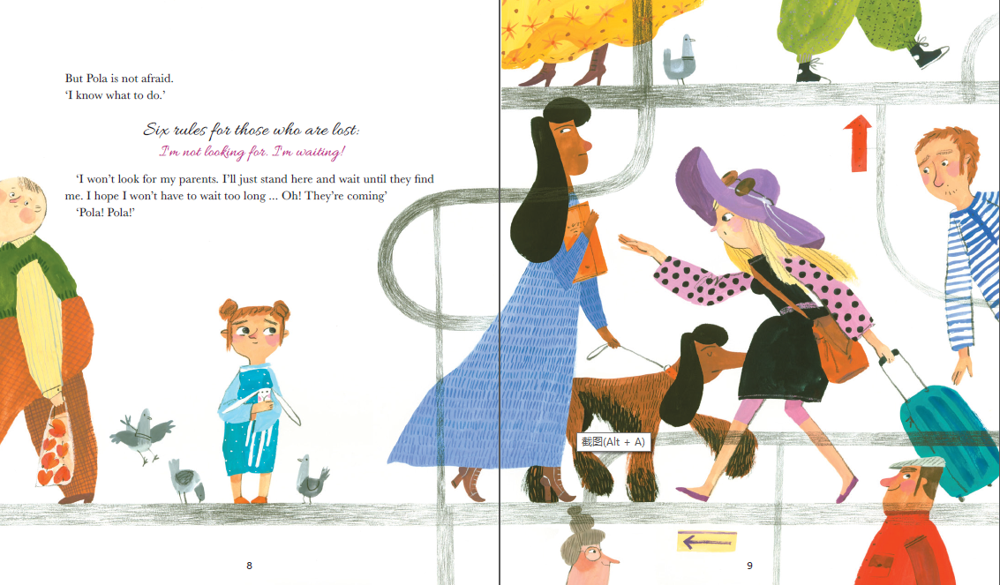 But Pola is not afraid.
‘I know what to do.’
Six rules for those who are lost:
I'm not looking for. I'm waiting!
‘I won’t look for my parents. I’ll just stand here and wait until they find
me. I hope I won’t have to wait too long ... Oh! They’re coming’
‘Pola! Pola!’
截图(Alt + A)
8
9